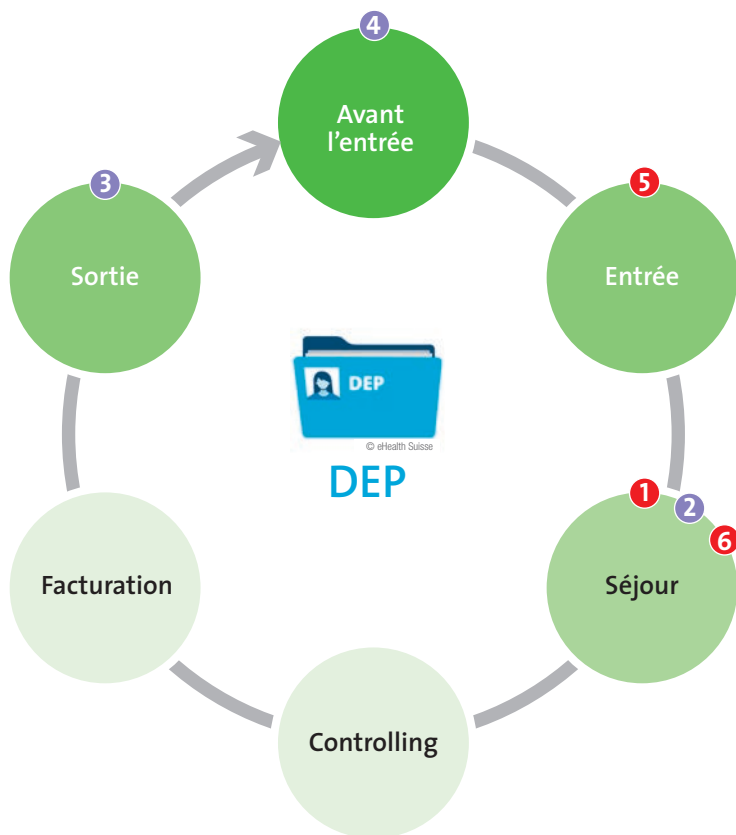 4
Avant
l'entrée
3
Sortie
5
Entrée
DEP
© eHealth Suisse
DEP
1
2
6
Facturation
Séjour
Controlling